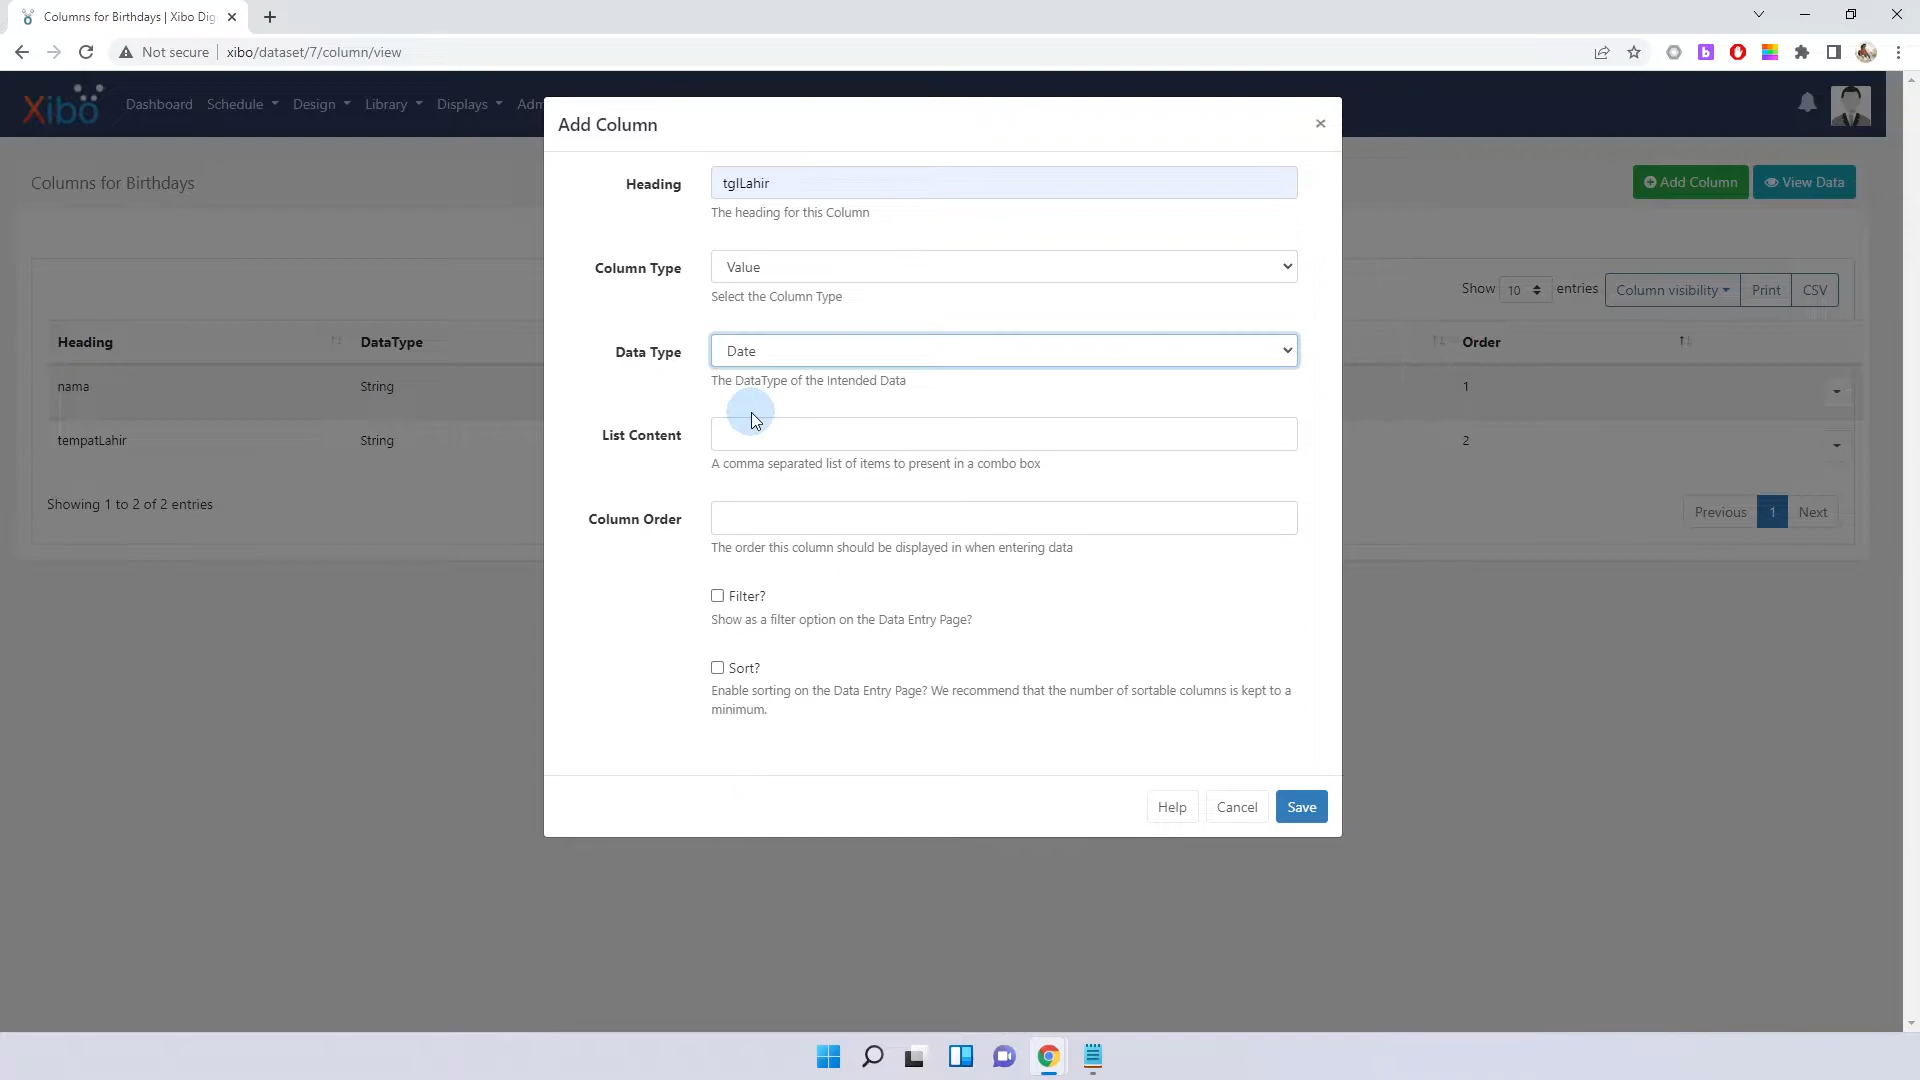 Columns for Birthdays | Xibo Dig
Not secure
xibo/dataset/7/column/view
Xibo
Dashboard
Schedule
Design
Library
Displays
Adm
Columns for Birthdays
Add Column
View Data
Show 10 entries
Column visibility
Print
CSV
Heading
DataType
Order
nama
String
1
tempatLahir
String
2
Showing 1 to 2 of 2 entries
Previous
1
Next
Add Column
×
Heading
tglLahir
The heading for this Column
Column Type
Value
Select the Column Type
Data Type
Date
The DataType of the Intended Data
List Content
A comma separated list of items to present in a combo box
Column Order
The order this column should be displayed in when entering data
Filter?
Show as a filter option on the Data Entry Page?
Sort?
Enable sorting on the Data Entry Page? We recommend that the number of sortable columns is kept to a
minimum.
Help
Cancel
Save